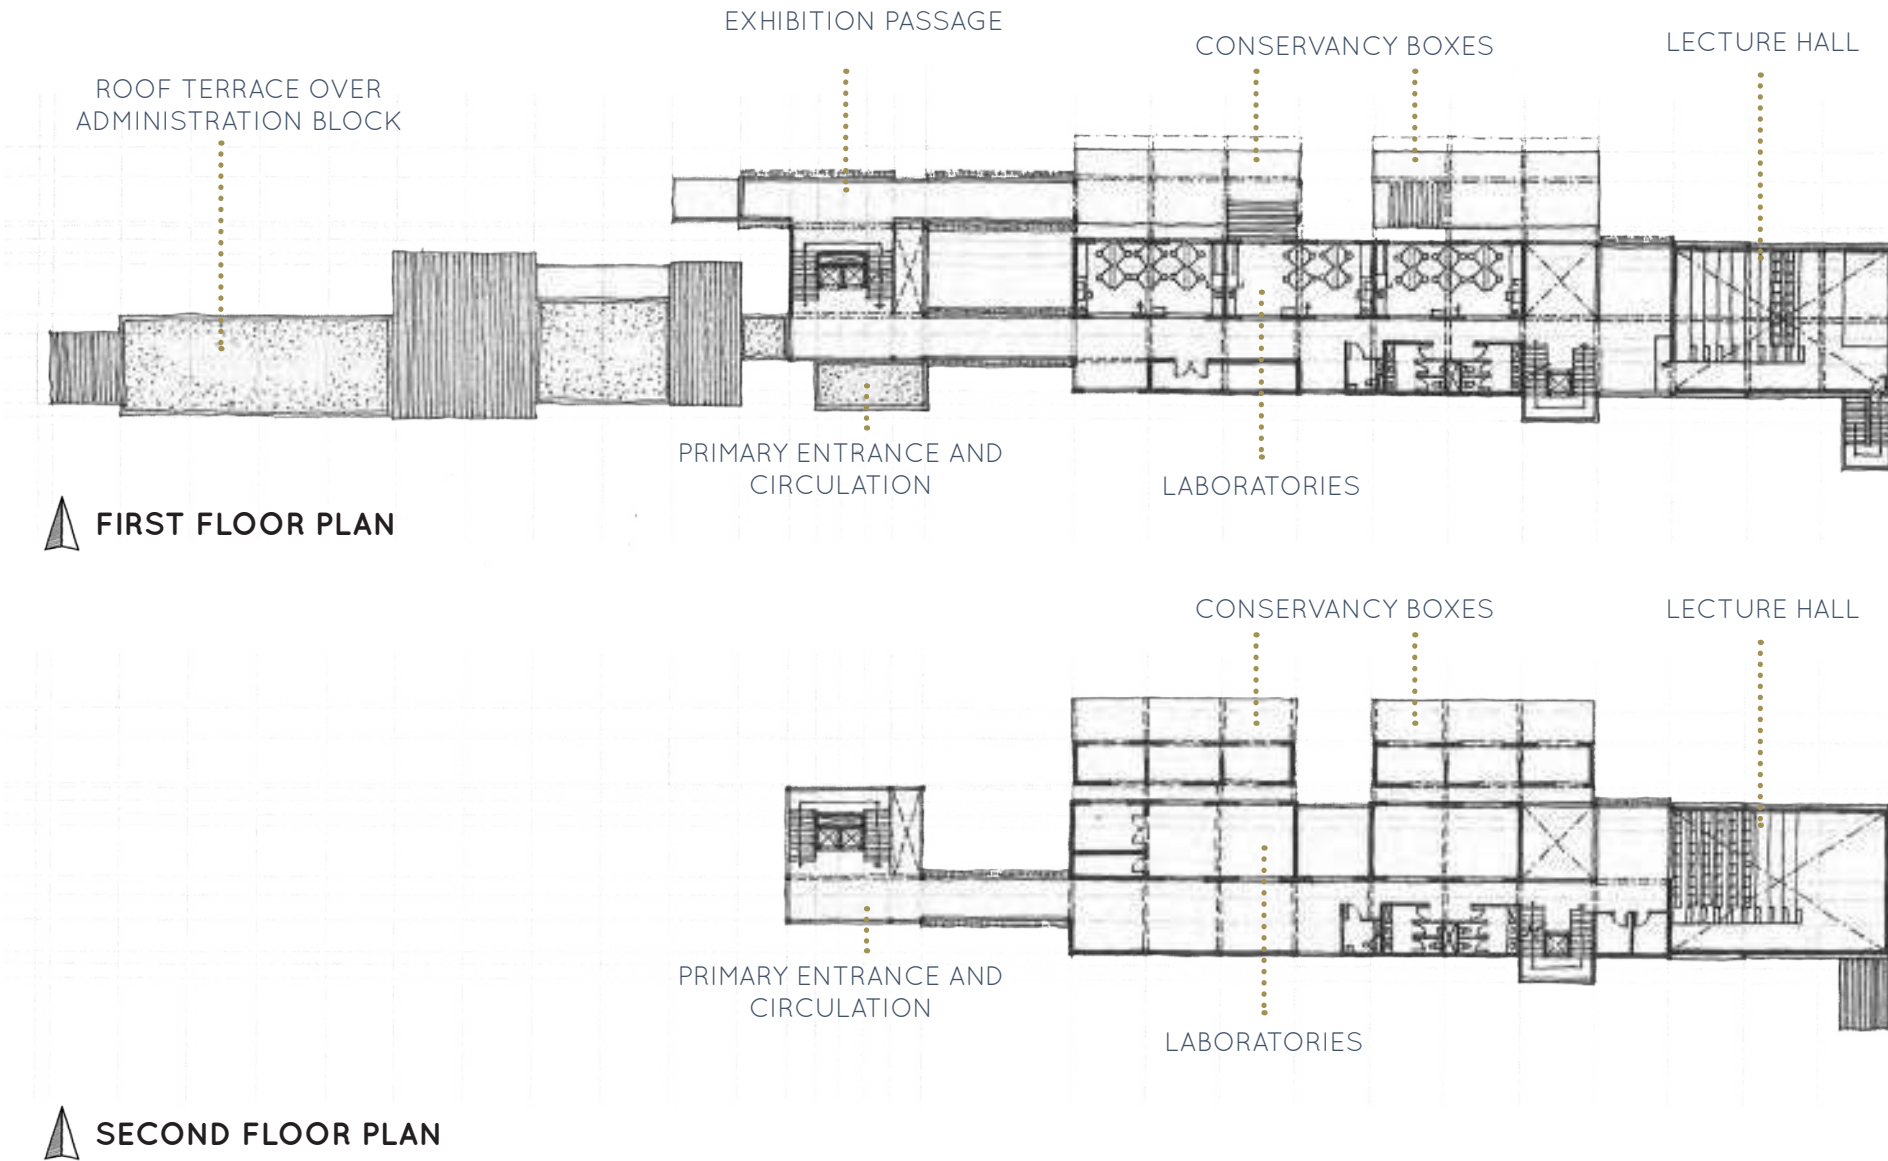 EXHIBITION PASSAGE
CONSERVANCY BOXES
LECTURE HALL
ROOF TERRACE OVER
ADMINISTRATION BLOCK
PRIMARY ENTRANCE AND
CIRCULATION
LABORATORIES
FIRST FLOOR PLAN
CONSERVANCY BOXES
LECTURE HALL
PRIMARY ENTRANCE AND
CIRCULATION
LABORATORIES
SECOND FLOOR PLAN